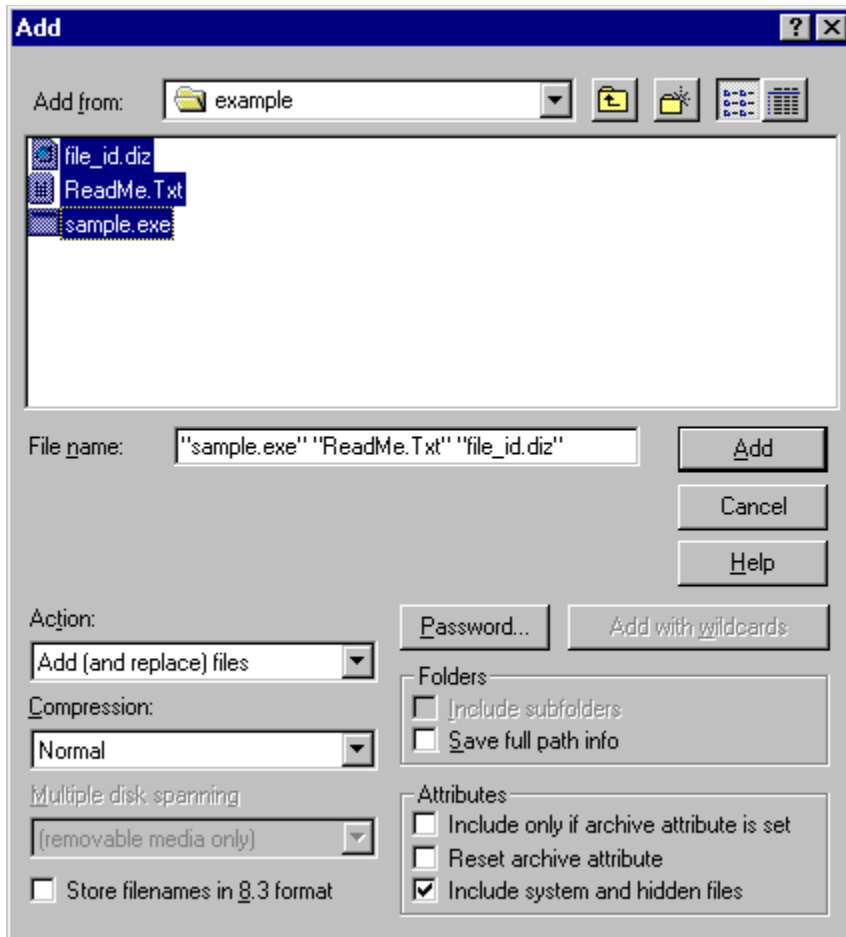 Add
Add from:
example
file_id.diz
ReadMe.Txt
sample.exe
File name:
"sample.exe" "ReadMe.Txt" "file_id.diz"
Add
Cancel
Help
Action:
Add (and replace) files
Password...
Add with wildcards
Compression:
Normal
Folders
Include subfolders
Save full path info
Multiple disk spanning
(removable media only)
Store filenames in 8.3 format
Attributes
Include only if archive attribute is set
Reset archive attribute
Include system and hidden files